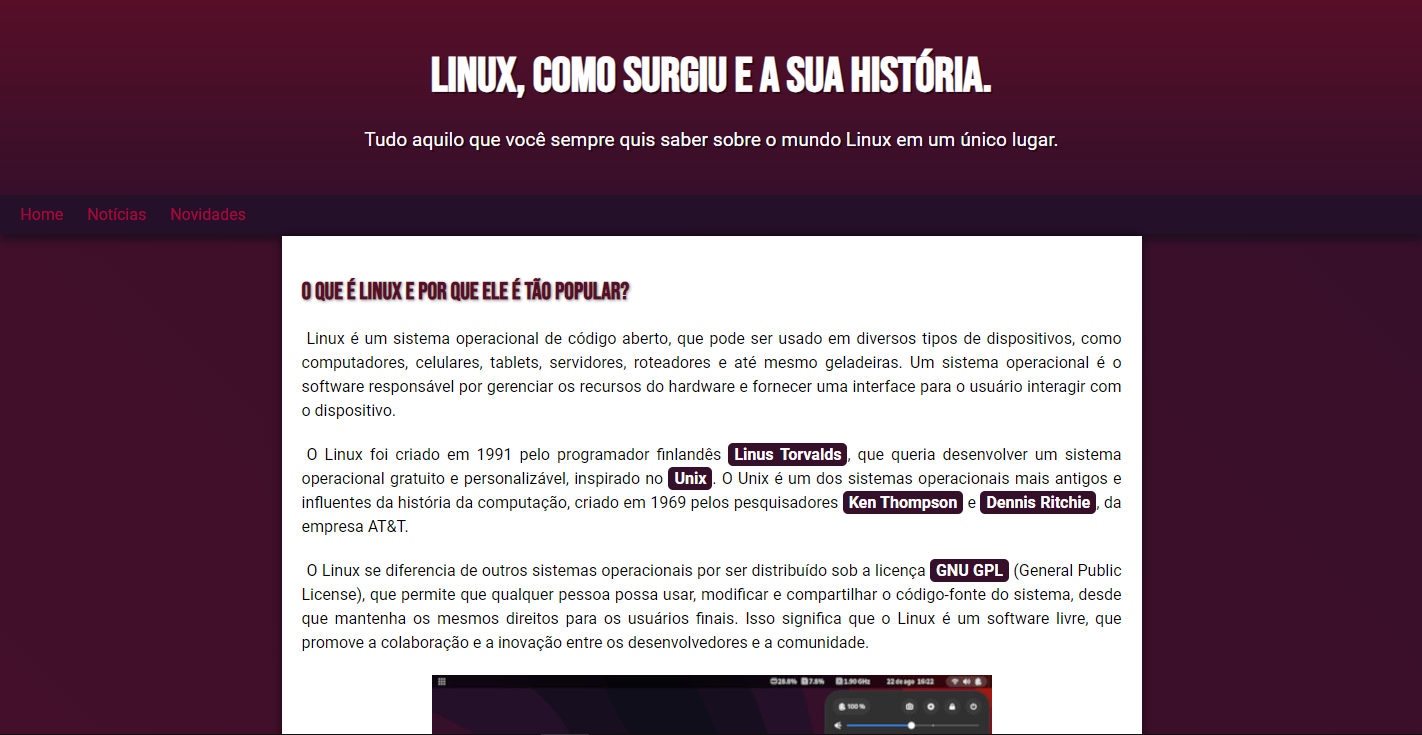 LINUX, COMO SURGIU E A SUA HISTÓRIA.
Tudo aquilo que você sempre quis saber sobre o mundo Linux em um único lugar.
Home Notícias Novidades
O QUE É LINUX E POR QUE ELE É TÃO POPULAR?
Linux é um sistema operacional de código aberto, que pode ser usado em diversos tipos de dispositivos, como
computadores, celulares, tablets, servidores, roteadores e até mesmo geladeiras. Um sistema operacional é o
software responsável por gerenciar os recursos do hardware e fornecer uma interface para o usuário interagir com
o dispositivo.
O Linux foi criado em 1991 pelo programador finlandês Linus Torvalds, que queria desenvolver um sistema
operacional gratuito e personalizável, inspirado no Unix. O Unix é um dos sistemas operacionais mais antigos e
influentes da história da computação, criado em 1969 pelos pesquisadores Ken Thompson e Dennis Ritchie, da
empresa AT&T.
O Linux se diferencia de outros sistemas operacionais por ser distribuído sob a licença GNU GPL (General Public
License), que permite que qualquer pessoa possa usar, modificar e compartilhar o código-fonte do sistema, desde
que mantenha os mesmos direitos para os usuários finais. Isso significa que o Linux é um software livre, que
promove a colaboração e a inovação entre os desenvolvedores e a comunidade.
28.8% 7.6% 1.90 GHz 22 de ago 16:22
100 %